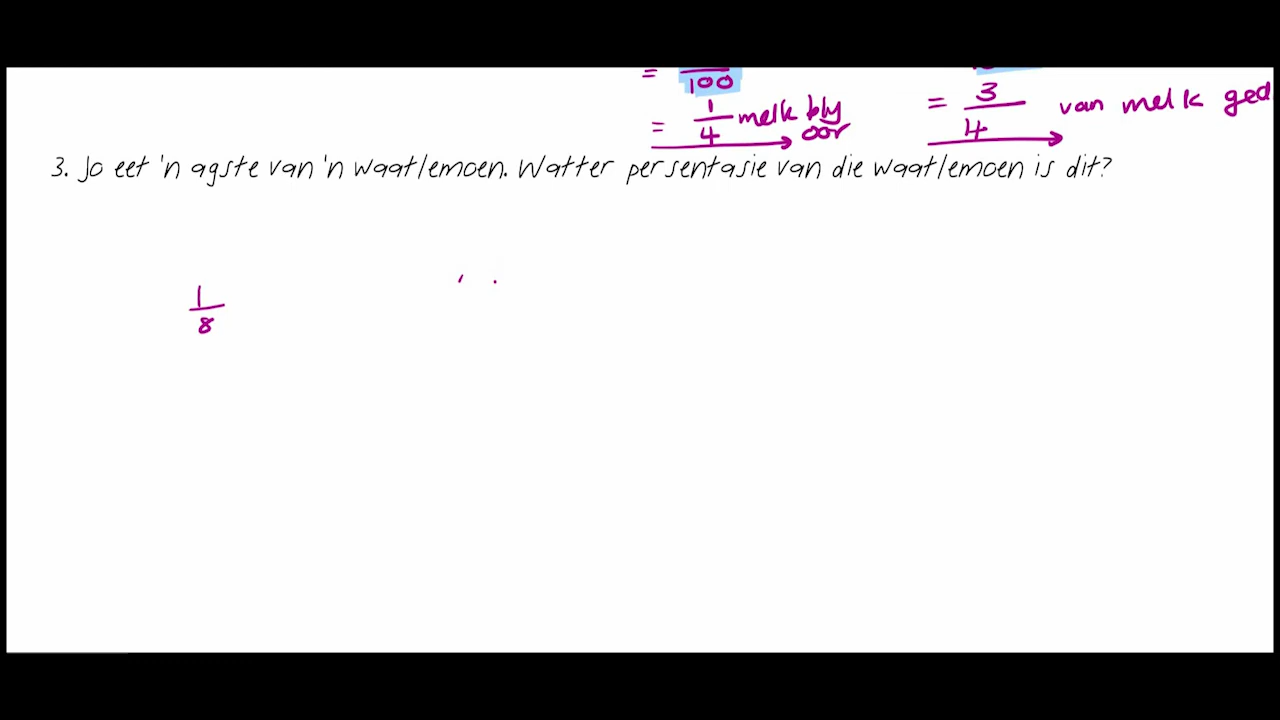 = 100
= 1/4 melk bly oor
= 3/4 van melk ged
3. Jo eet 'n agste van 'n waatlemoen. Watter persentasie van die waatlemoen is dit?
1/8